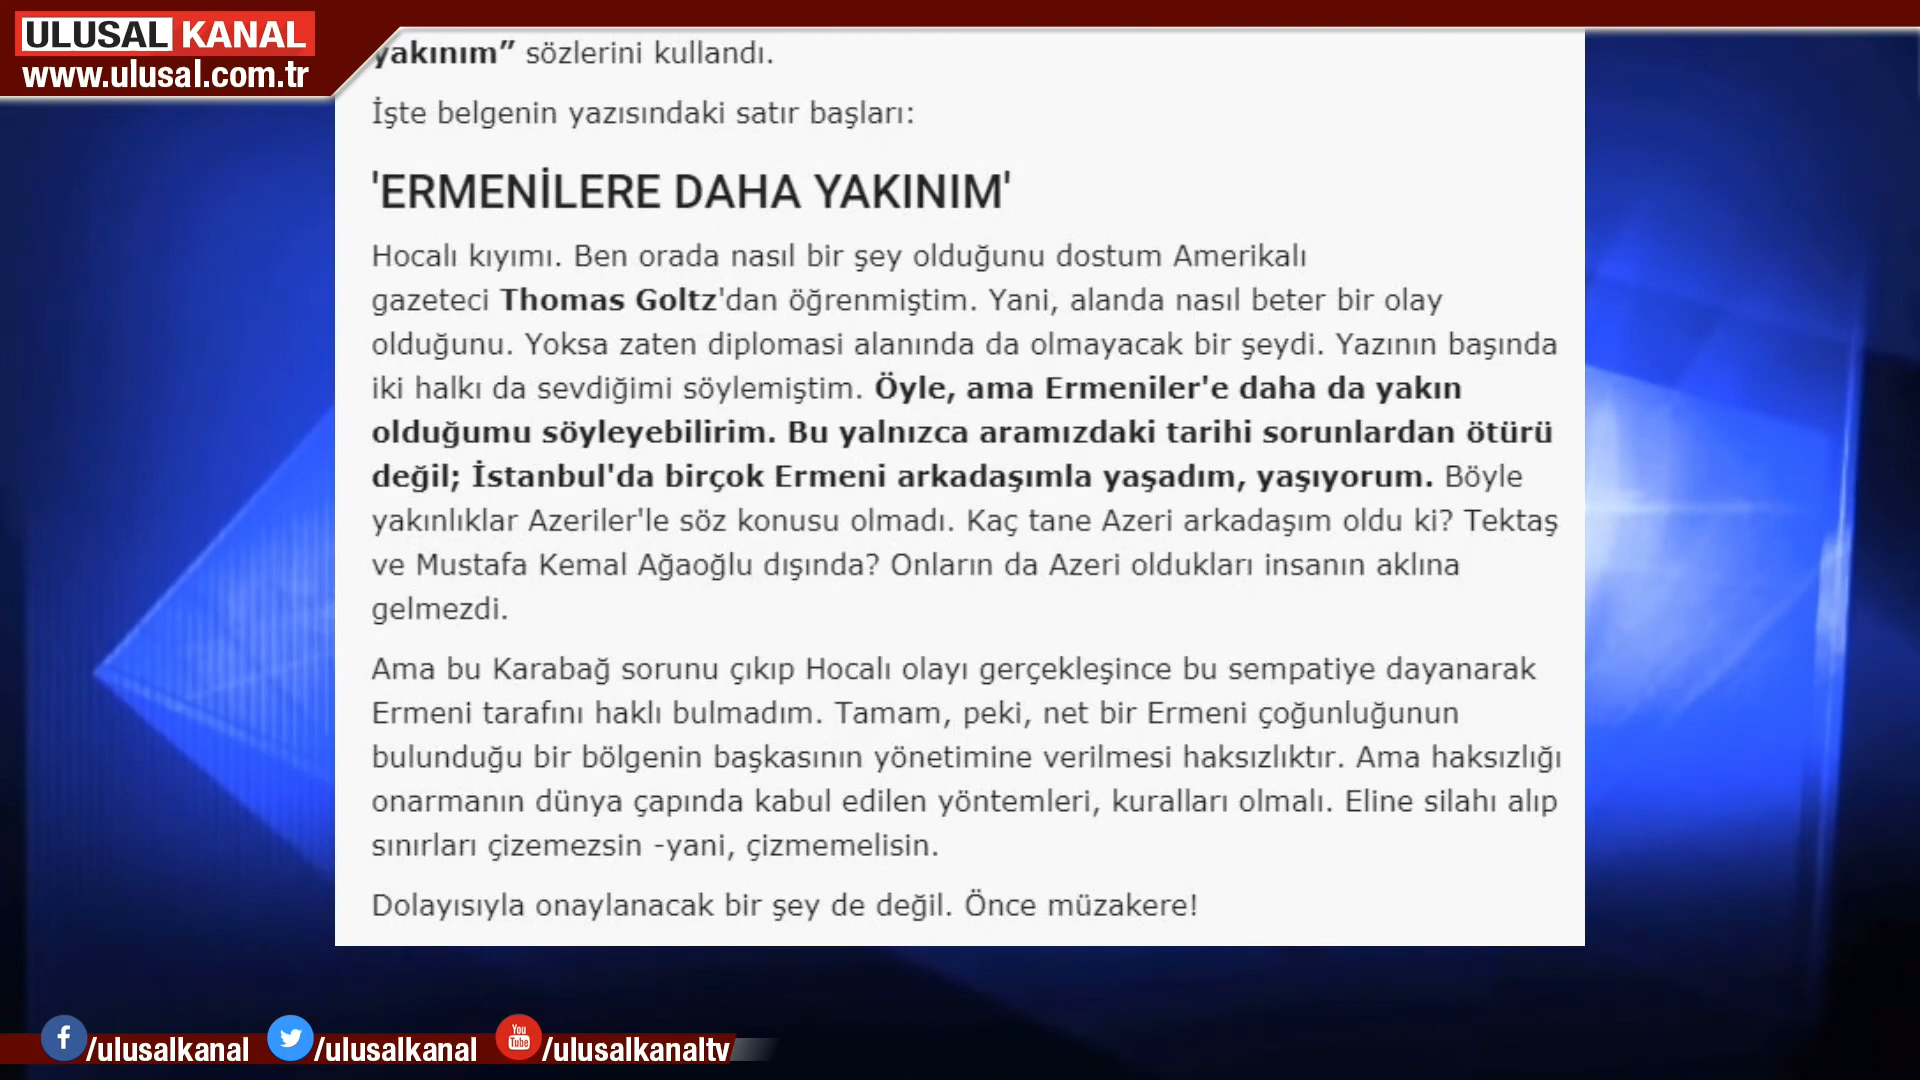 ULUSAL KANAL
www.ulusal.com.tr
yakınım” sözlerini kullandı.
İşte belgenin yazısındaki satır başları:
'ERMENİLERE DAHA YAKINIM'
Hocalı kıyımı. Ben orada nasıl bir şey olduğunu dostum Amerikalı
gazeteci Thomas Goltz'dan öğrenmiştim. Yani, alanda nasıl beter bir olay
olduğunu. Yoksa zaten diplomasi alanında da olmayacak bir şeydi. Yazının başında
iki halkı da sevdiğimi söylemiştim. Öyle, ama Ermeniler'e daha da yakın
olduğumu söyleyebilirim. Bu yalnızca aramızdaki tarihi sorunlardan ötürü
değil; İstanbul'da birçok Ermeni arkadaşımla yaşadım, yaşıyorum. Böyle
yakınlıklar Azeriler'le söz konusu olmadı. Kaç tane Azeri arkadaşım oldu ki? Tektaş
ve Mustafa Kemal Ağaoğlu dışında? Onların da Azeri oldukları insanın aklına
gelmezdi.
Ama bu Karabağ sorunu çıkıp Hocalı olayı gerçekleşince bu sempatiye dayanarak
Ermeni tarafını haklı bulmadım. Tamam, peki, net bir Ermeni çoğunluğunun
bulunduğu bir bölgenin başkasının yönetimine verilmesi haksızlıktır. Ama haksızlığı
onarmanın dünya çapında kabul edilen yöntemleri, kuralları olmalı. Eline silahı alıp
sınırları çizemezsin -yani, çizmemelisin.
Dolayısıyla onaylanacak bir şey de değil. Önce müzakere!
/ulusalkanal /ulusalkanal You Tube /ulusalkanaltv